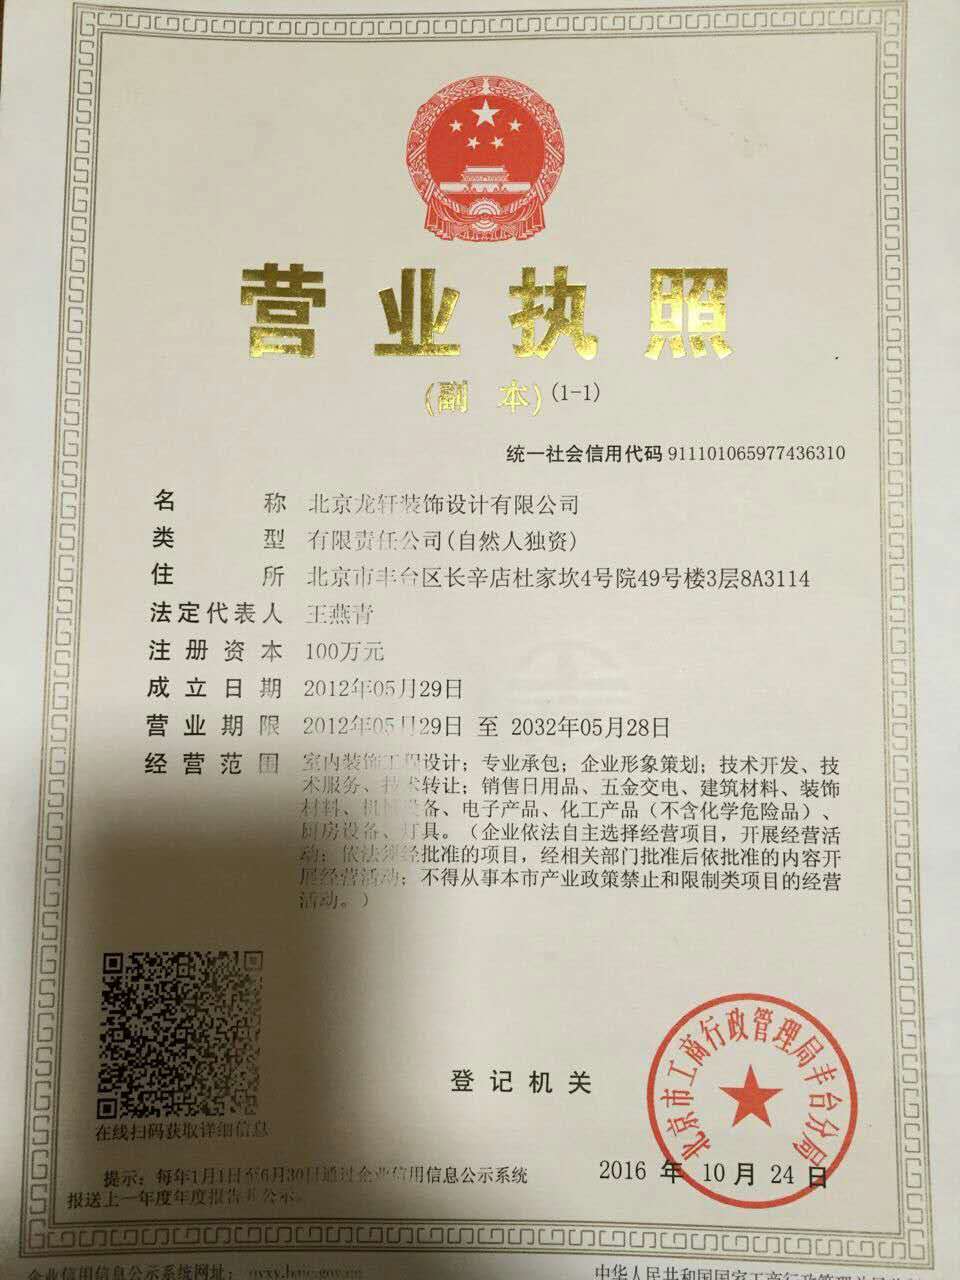 营业执照
(副 本)(1-1)
统一社会信用代码 911101065977436310
名称 北京龙轩装饰设计有限公司
类型 有限责任公司(自然人独资)
住所 北京市丰台区长辛店杜家坎4号院49号楼3层8A3114
法定代表人 王燕青
注册资本 100万元
成立日期 2012年05月29日
营业期限 2012年05月29日 至 2032年05月28日
经营范围 室内装饰工程设计；专业承包；企业形象策划；技术开发、技
术服务、技术转让；销售日用品、五金交电、建筑材料、装饰
材料、机械设备、电子产品、化工产品（不含化学危险品）、
厨房设备、灯具。（企业依法自主选择经营项目，开展经营活
动；依法须经批准的项目，经相关部门批准后依批准的内容开
展经营活动；不得从事本市产业政策禁止和限制类项目的经营
活动。）
在线扫码获取详细信息
登记机关
北京市工商行政管理局丰台分局
2016 年 10 月 24 日
提示：每年1月1日至6月30日通过企业信用信息公示系统
报送上一年度年度报告并公示。
企业信用信息公示系统网址：
中华人民共和国国家工商行政管理